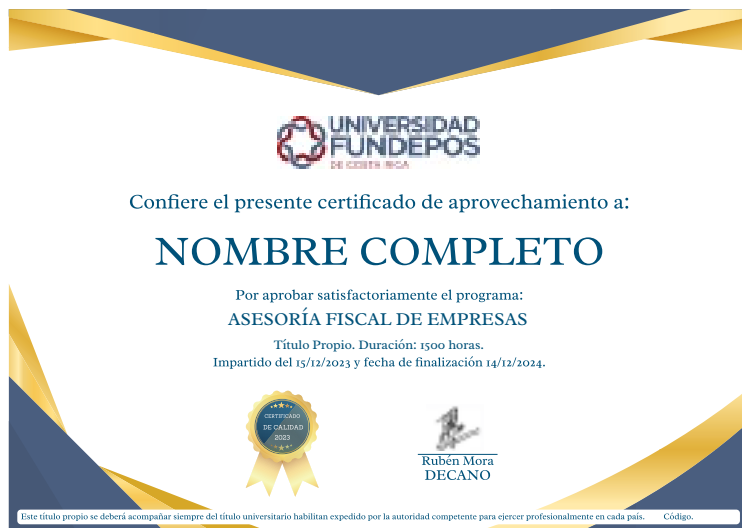 UNIVERSIDAD
FUNDEPOS
DE COSTA RICA
Confiere el presente certificado de aprovechamiento a:
NOMBRE COMPLETO
Por aprobar satisfactoriamente el programa:
ASESORÍA FISCAL DE EMPRESAS
Título Propio. Duración: 1500 horas.
Impartido del 15/12/2023 y fecha de finalización 14/12/2024.
CERTIFICADO
DE CALIDAD
2023
Rubén Mora
DECANO
Este título propio se deberá acompañar siempre del título universitario habilitan expedido por la autoridad competente para ejercer profesionalmente en cada país. Código.